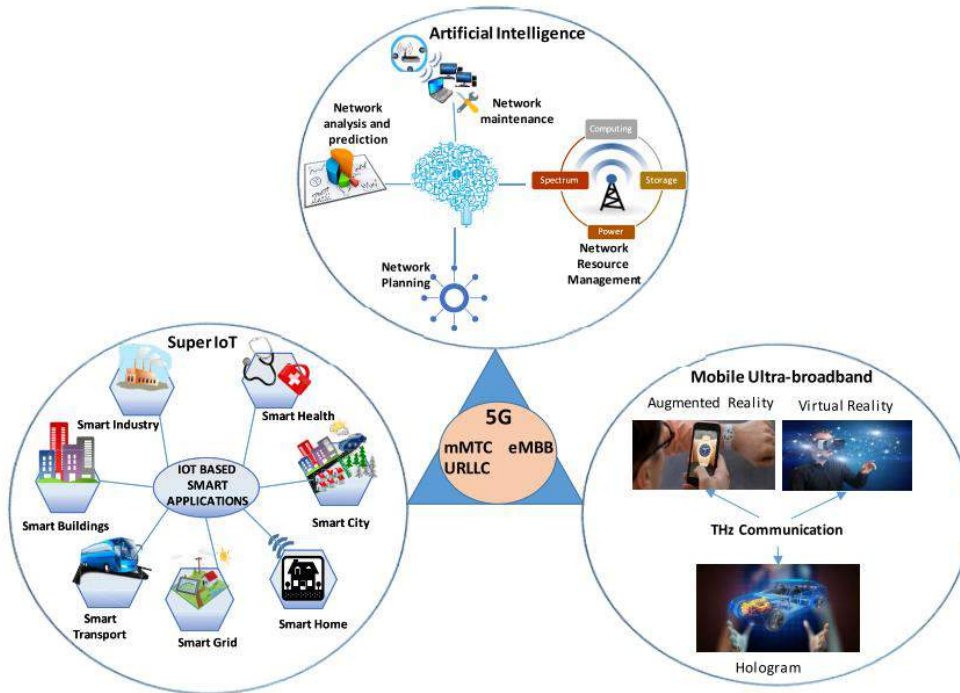 Artificial Intelligence
Network
analysis and
prediction
Network
maintenance
Computing
Spectrum
Storage
Power
Network
Resource
Management
Network
Planning
Super IoT
Smart Industry
Smart Health
IOT BASED
SMART
APPLICATIONS
Smart Buildings
Smart City
Smart
Transport
Smart Grid
Smart Home
5G
mMTC eMBB
URLLC
Mobile Ultra-broadband
Augmented Reality
Virtual Reality
THz Communication
Hologram